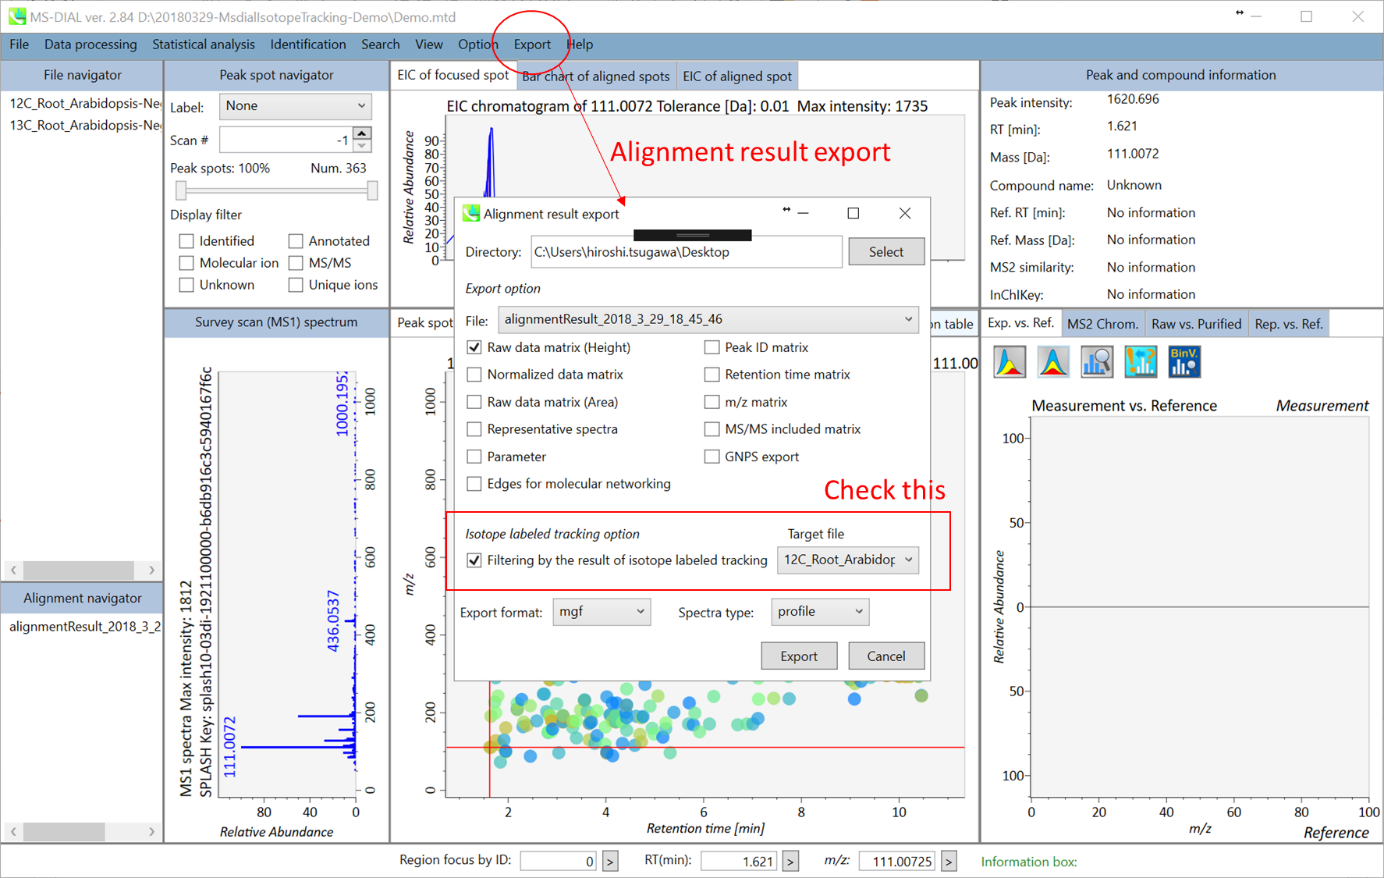 MS-DIAL ver. 2.84 D:\20180329-MsdialIsotopeTracking-Demo\Demo.mtd
File Data processing Statistical analysis Identification Search View Option Export Help
File navigator
12C_Root_Arabidopsis-Ne
13C_Root_Arabidopsis-Ne
Alignment navigator
alignmentResult_2018_3_2
Peak spot navigator
Label: None
Scan # -1
Peak spots: 100% Num. 363
Display filter
Identified Annotated
Molecular ion MS/MS
Unknown Unique ions
Survey scan (MS1) spectrum
MS1 spectra Max intensity: 1812
SPLASH Key: splash10-03di-1921100000-b6db916c3c5940167f6c
111.0072
436.0537
1000.1952
0 200 400 600 800 1000
m/z
80 40 0
Relative Abundance
EIC of focused spot Bar chart of aligned spots EIC of aligned spot
EIC chromatogram of 111.0072 Tolerance [Da]: 0.01 Max intensity: 1735
Relative Abundance
90
80
70
60
50
40
30
20
10
0
Alignment result export
Alignment result export
Directory: C:\Users\hiroshi.tsugawa\Desktop Select
Export option
File: alignmentResult_2018_3_29_18_45_46
Raw data matrix (Height) Peak ID matrix
Normalized data matrix Retention time matrix
Raw data matrix (Area) m/z matrix
Representative spectra MS/MS included matrix
Parameter GNPS export
Edges for molecular networking
Check this
Isotope labeled tracking option Target file
Filtering by the result of isotope labeled tracking 12C_Root_Arabidop
Export format: mgf Spectra type: profile
Export Cancel
Peak spot
on table
1
111.00
1000
800
600
400
200
0
m/z
2 4 6 8 10
Retention time [min]
Peak and compound information
Peak intensity: 1620.696
RT [min]: 1.621
Mass [Da]: 111.0072
Compound name: Unknown
Ref. RT [min]: No information
Ref. Mass [Da]: No information
MS2 similarity: No information
InChIKey: No information
Exp. vs. Ref. MS2 Chrom. Raw vs. Purified Rep. vs. Ref.
BinV.
Measurement vs. Reference Measurement
100
50
0
50
100
Relative Abundance
0 20 40 60 80 100
m/z
Reference
Region focus by ID: 0 > RT(min): 1.621 > m/z: 111.00725 > Information box: